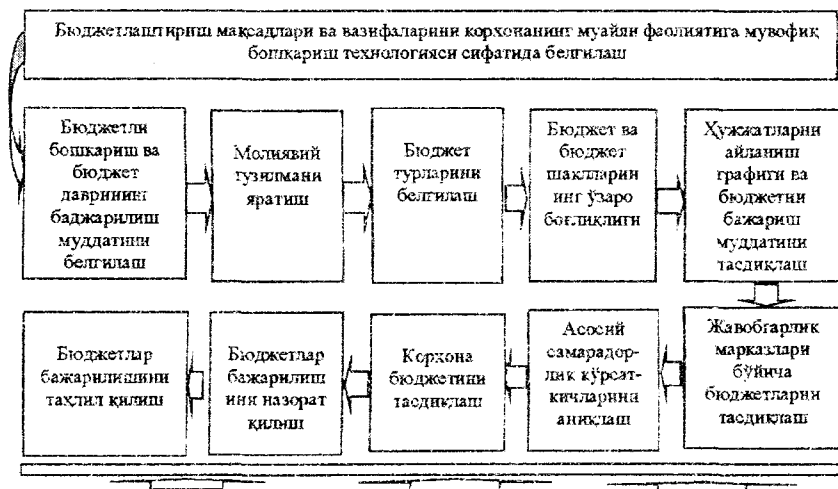 Бюджетлаштириш мақсадлари ва вазифаларини корхонанинг муайян фаолиятига мувофиқ
бошқариш технологияси сифатида белгилаш
Бюджетли
бошқариш ва
бюджет
даврининг
баджарилиш
муддатини
белгилаш
Молиявий
тузилмани
яратиш
Бюджет
турларини
белгилаш
Бюджет ва
бюджет
шаклларин
инг ўзаро
боғлиқлиги
Ҳужжатларни
айланиш
графиги ва
бюджетни
бажариш
муддатини
тасдиқлаш
Жавобгарлик
марказлари
бўйича
бюджетларни
тасдиқлаш
Асосий
самарадор-
лик кўрсат-
кичларини
аниқлаш
Корхона
бюджетини
тасдиқлаш
Бюджетлар
бажарилиш
ини назорат
қилиш
Бюджетлар
бажарилишини
таҳлил қилиш